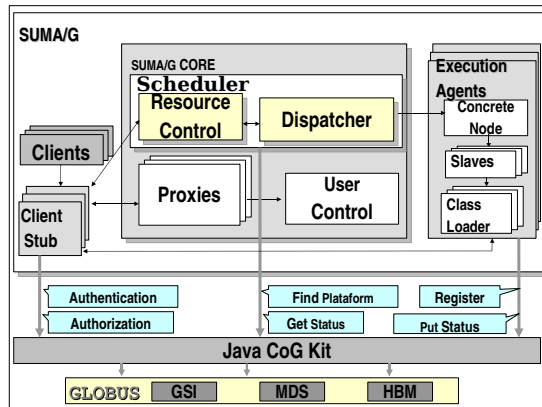 SUMA/G
SUMA/G CORE
Scheduler
Resource
Control
Dispatcher
Execution
Agents
Concrete
Node
Slaves
Class
Loader
Clients
Client
Stub
Proxies
User
Control
Authentication
Authorization
Find Plataform
Get Status
Register
Put Status
Java CoG Kit
GLOBUS
GSI
MDS
HBM